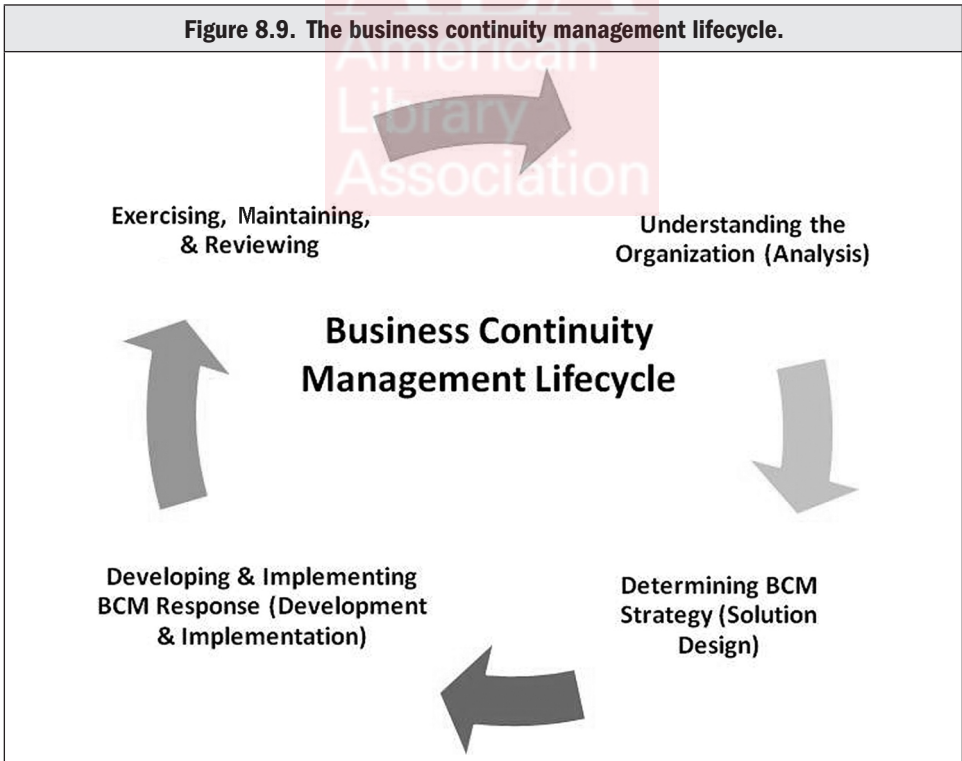 Figure 8.9. The business continuity management lifecycle.
American
Library
Association
Exercising, Maintaining,
& Reviewing
Understanding the
Organization (Analysis)
Business Continuity
Management Lifecycle
Developing & Implementing
BCM Response (Development
& Implementation)
Determining BCM
Strategy (Solution
Design)